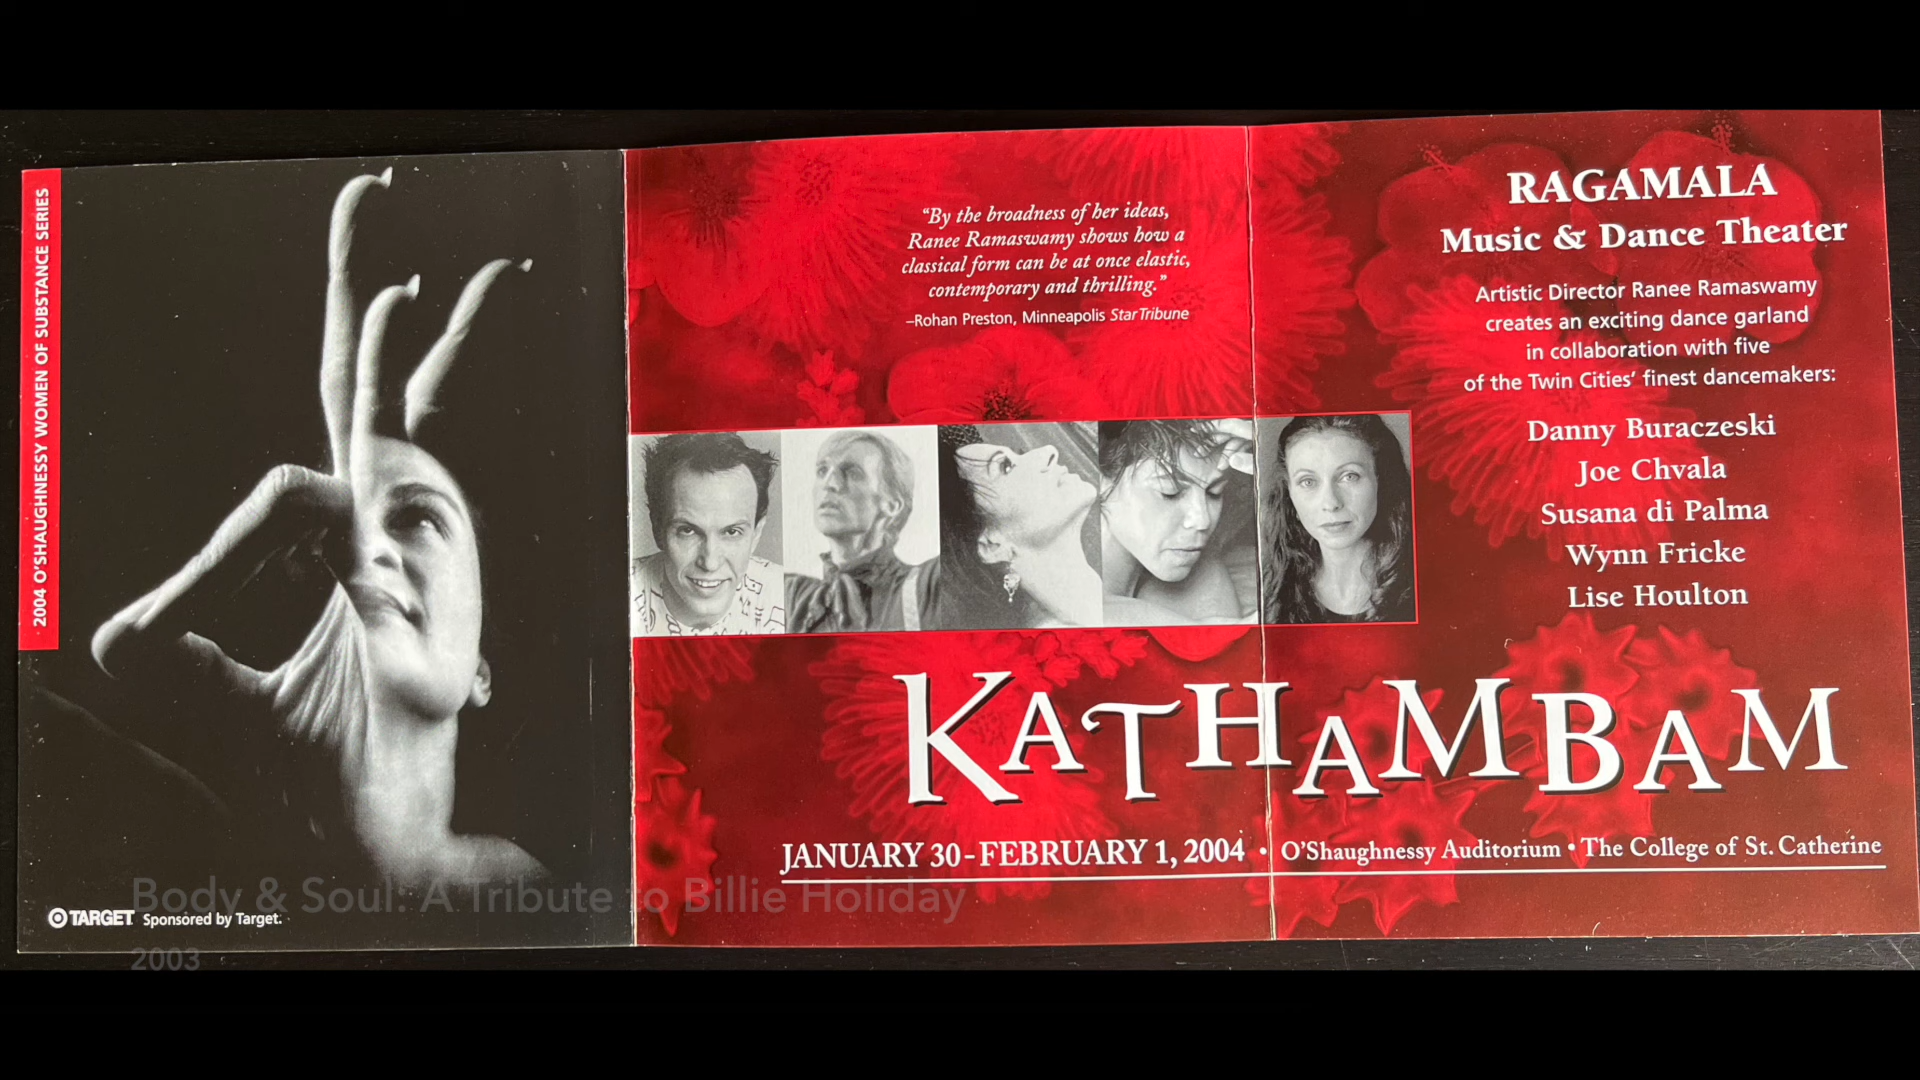 2004 O'SHAUGHNESSY WOMEN OF SUBSTANCE SERIES
TARGET Sponsored by Target.
"By the broadness of her ideas,
Ranee Ramaswamy shows how a
classical form can be at once elastic,
contemporary and thrilling."
–Rohan Preston, Minneapolis StarTribune
RAGAMALA
Music & Dance Theater
Artistic Director Ranee Ramaswamy
creates an exciting dance garland
in collaboration with five
of the Twin Cities' finest dancemakers:
Danny Buraczeski
Joe Chvala
Susana di Palma
Wynn Fricke
Lise Houlton
KATHAMBAM
JANUARY 30-FEBRUARY 1, 2004 • O'Shaughnessy Auditorium • The College of St. Catherine
Body & Soul: A Tribute to Billie Holiday
2003